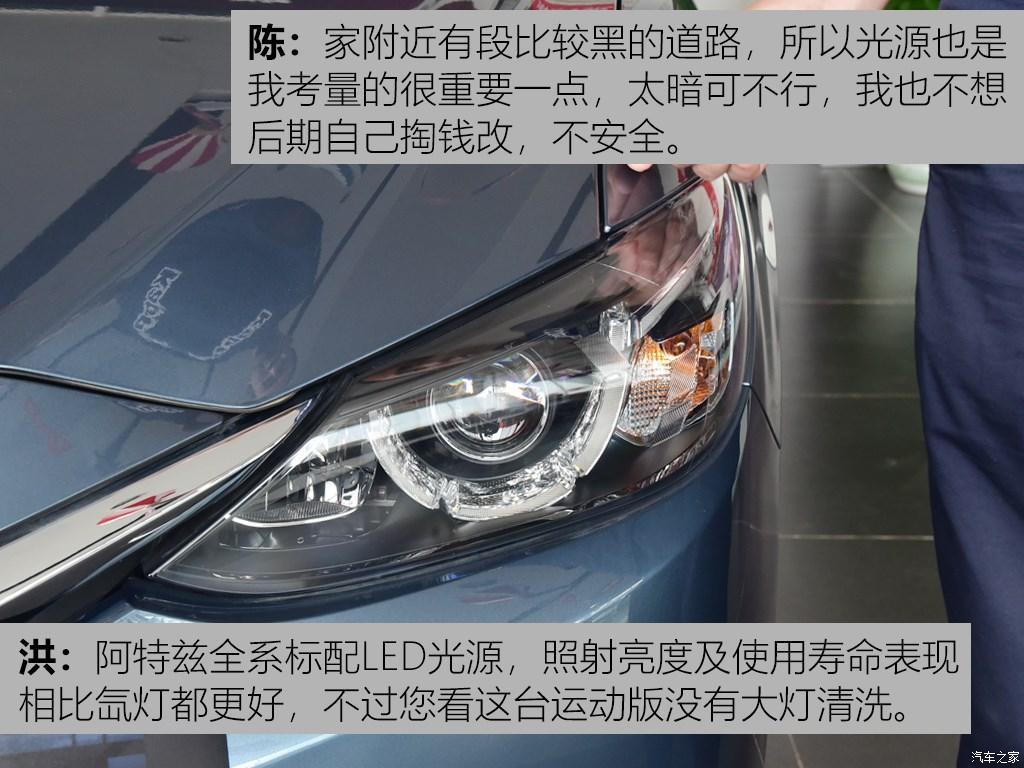 陈：家附近有段比较黑的道路，所以光源也是
我考量的很重要一点，太暗可不行，我也不想
后期自己掏钱改，不安全。
洪：阿特兹全系标配LED光源，照射亮度及使用寿命表现
相比氙灯都更好，不过您看这台运动版没有大灯清洗。
汽车之家